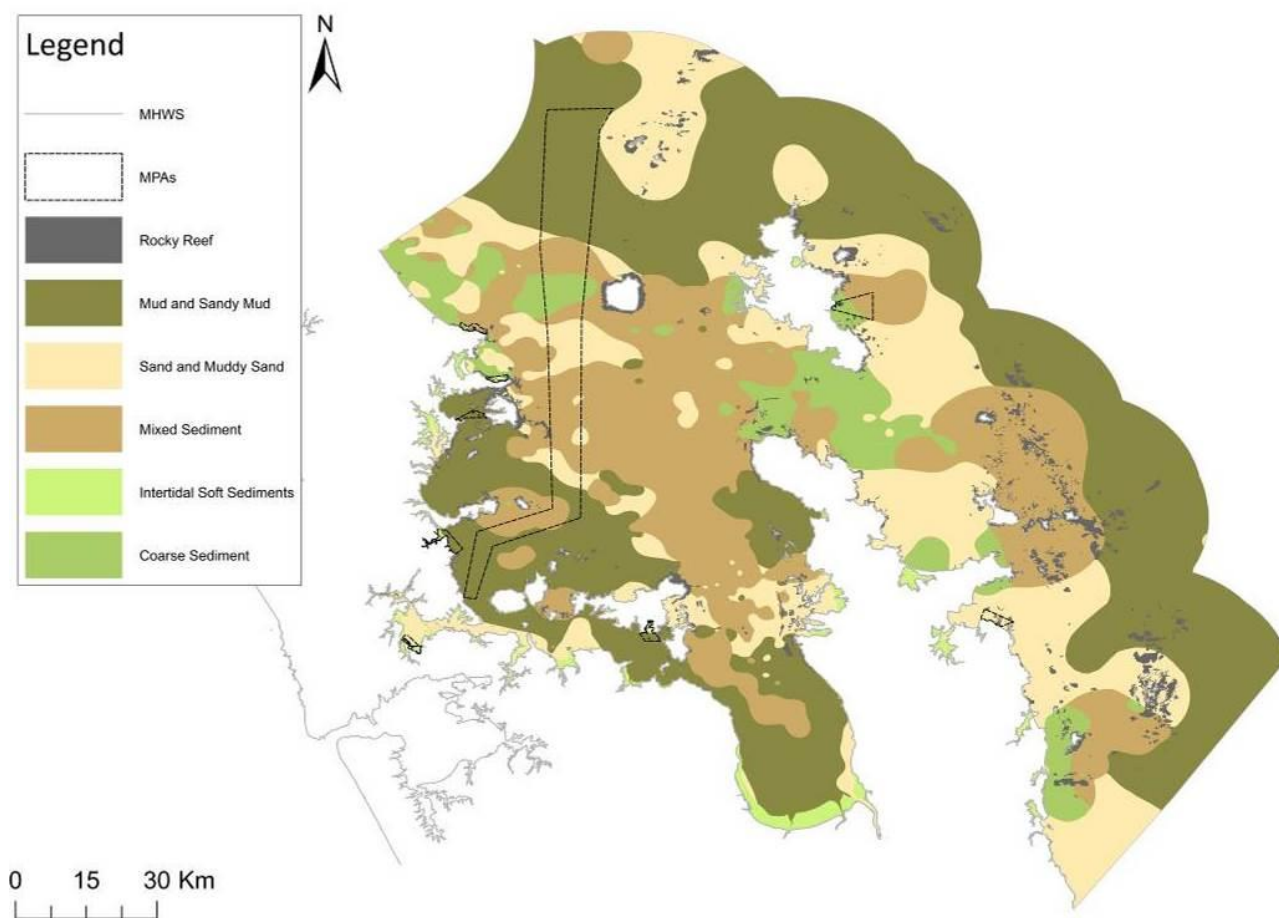 Legend
N
MHWS
MPAs
Rocky Reef
Mud and Sandy Mud
Sand and Muddy Sand
Mixed Sediment
Intertidal Soft Sediments
Coarse Sediment
0 15 30 Km